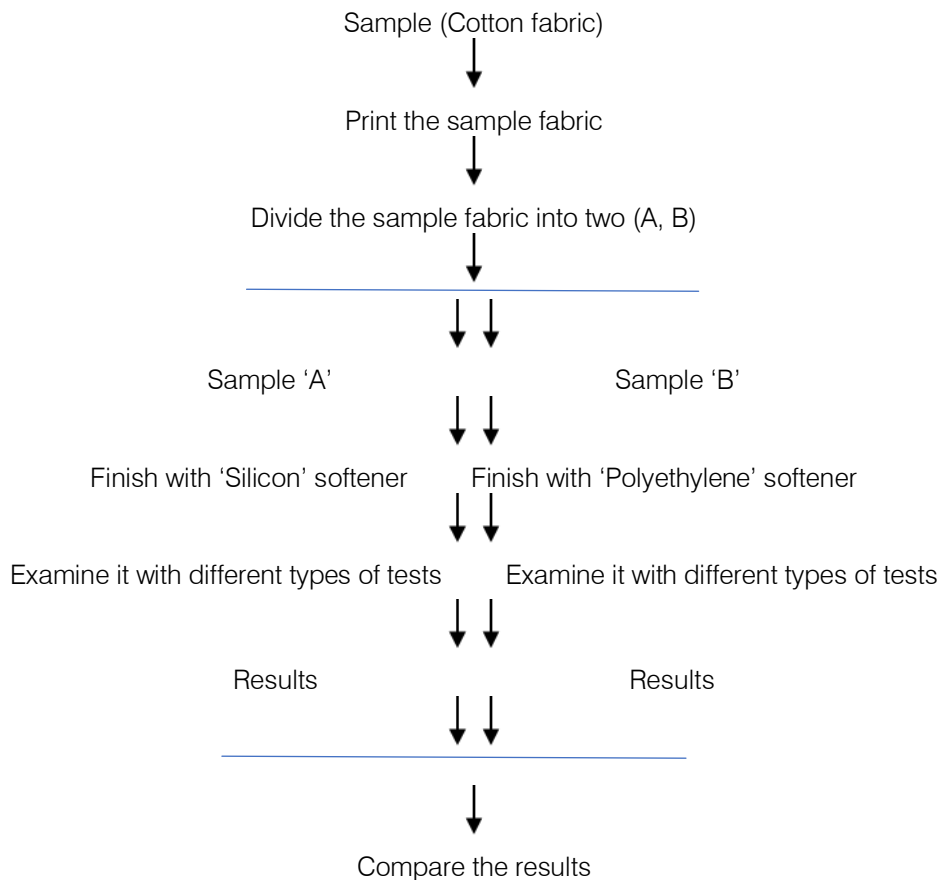 Sample (Cotton fabric)
Print the sample fabric
Divide the sample fabric into two (A, B)
Sample ‘A’
Sample ‘B’
Finish with ‘Silicon’ softener
Finish with ‘Polyethylene’ softener
Examine it with different types of tests
Examine it with different types of tests
Results
Results
Compare the results